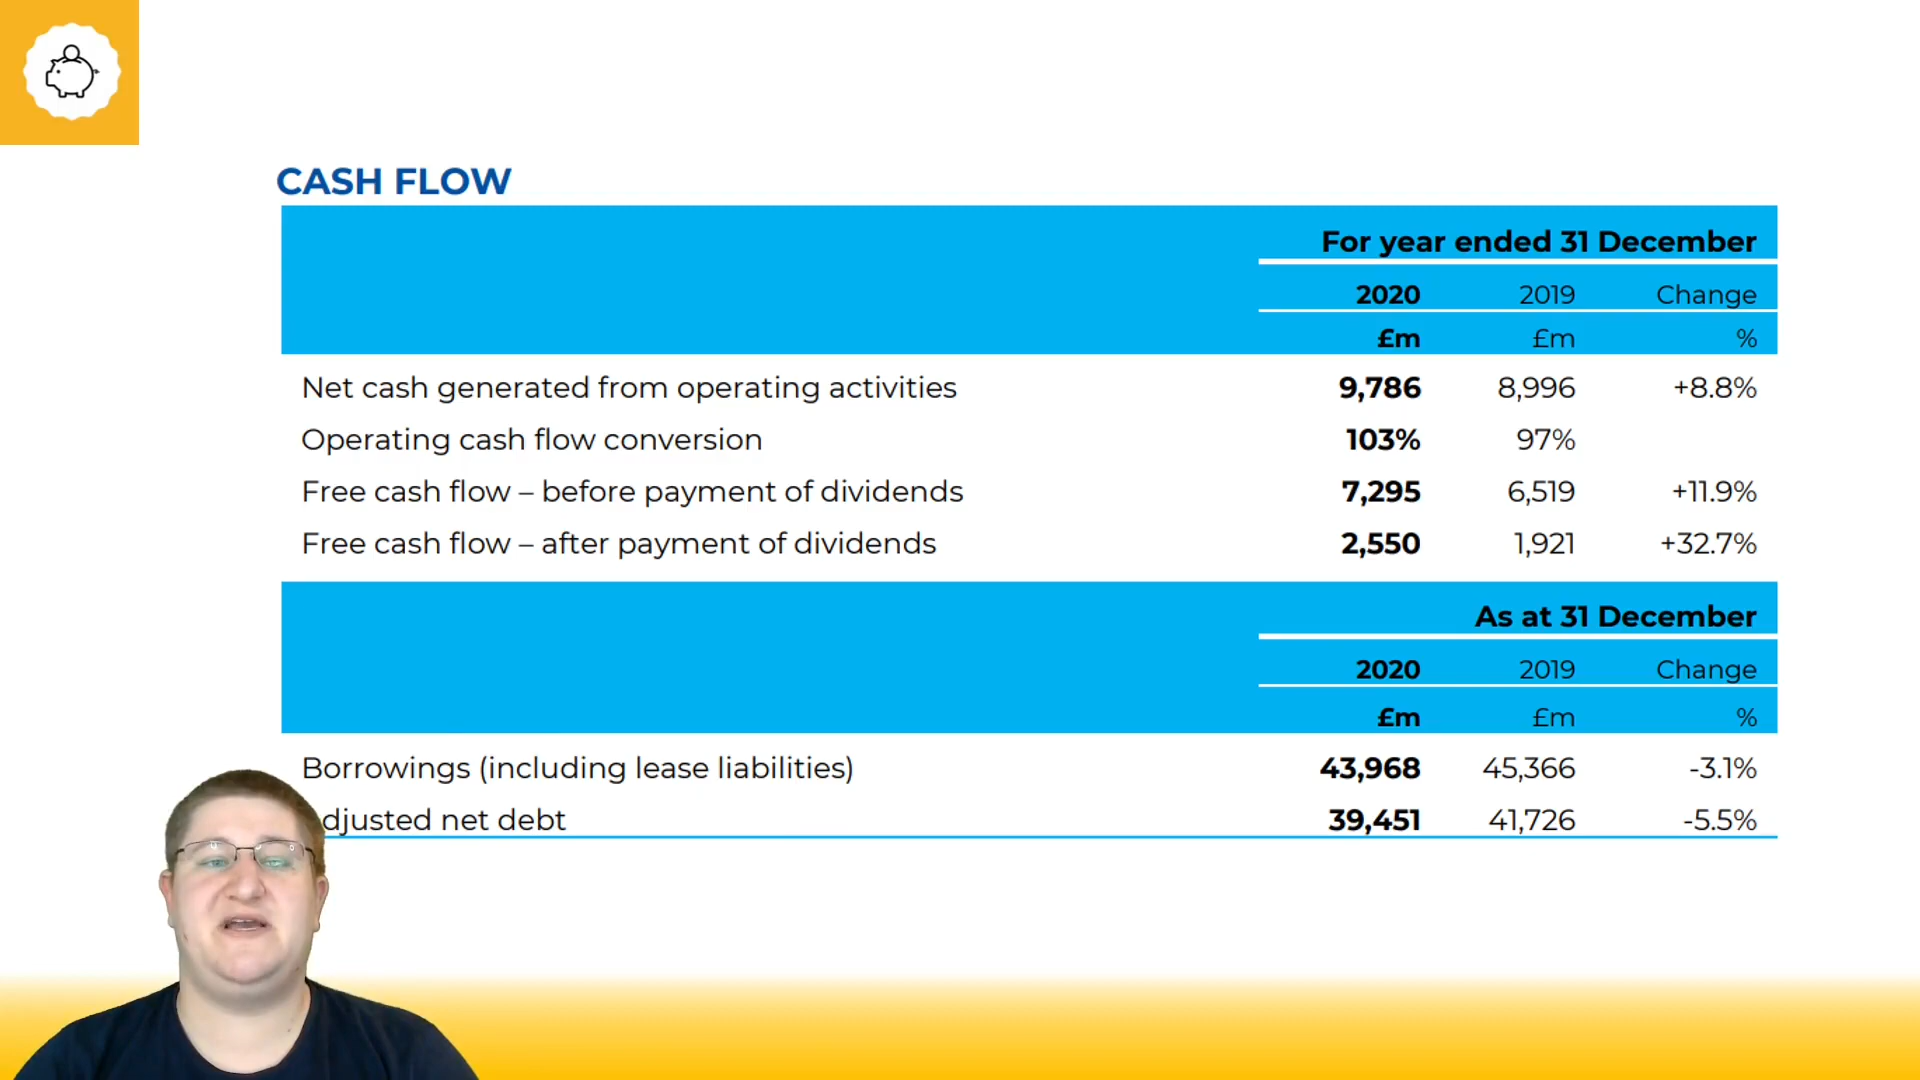 CASH FLOW
For year ended 31 December
2020 2019 Change
£m £m %
Net cash generated from operating activities 9,786 8,996 +8.8%
Operating cash flow conversion 103% 97%
Free cash flow – before payment of dividends 7,295 6,519 +11.9%
Free cash flow – after payment of dividends 2,550 1,921 +32.7%
As at 31 December
2020 2019 Change
£m £m %
Borrowings (including lease liabilities) 43,968 45,366 -3.1%
djusted net debt 39,451 41,726 -5.5%